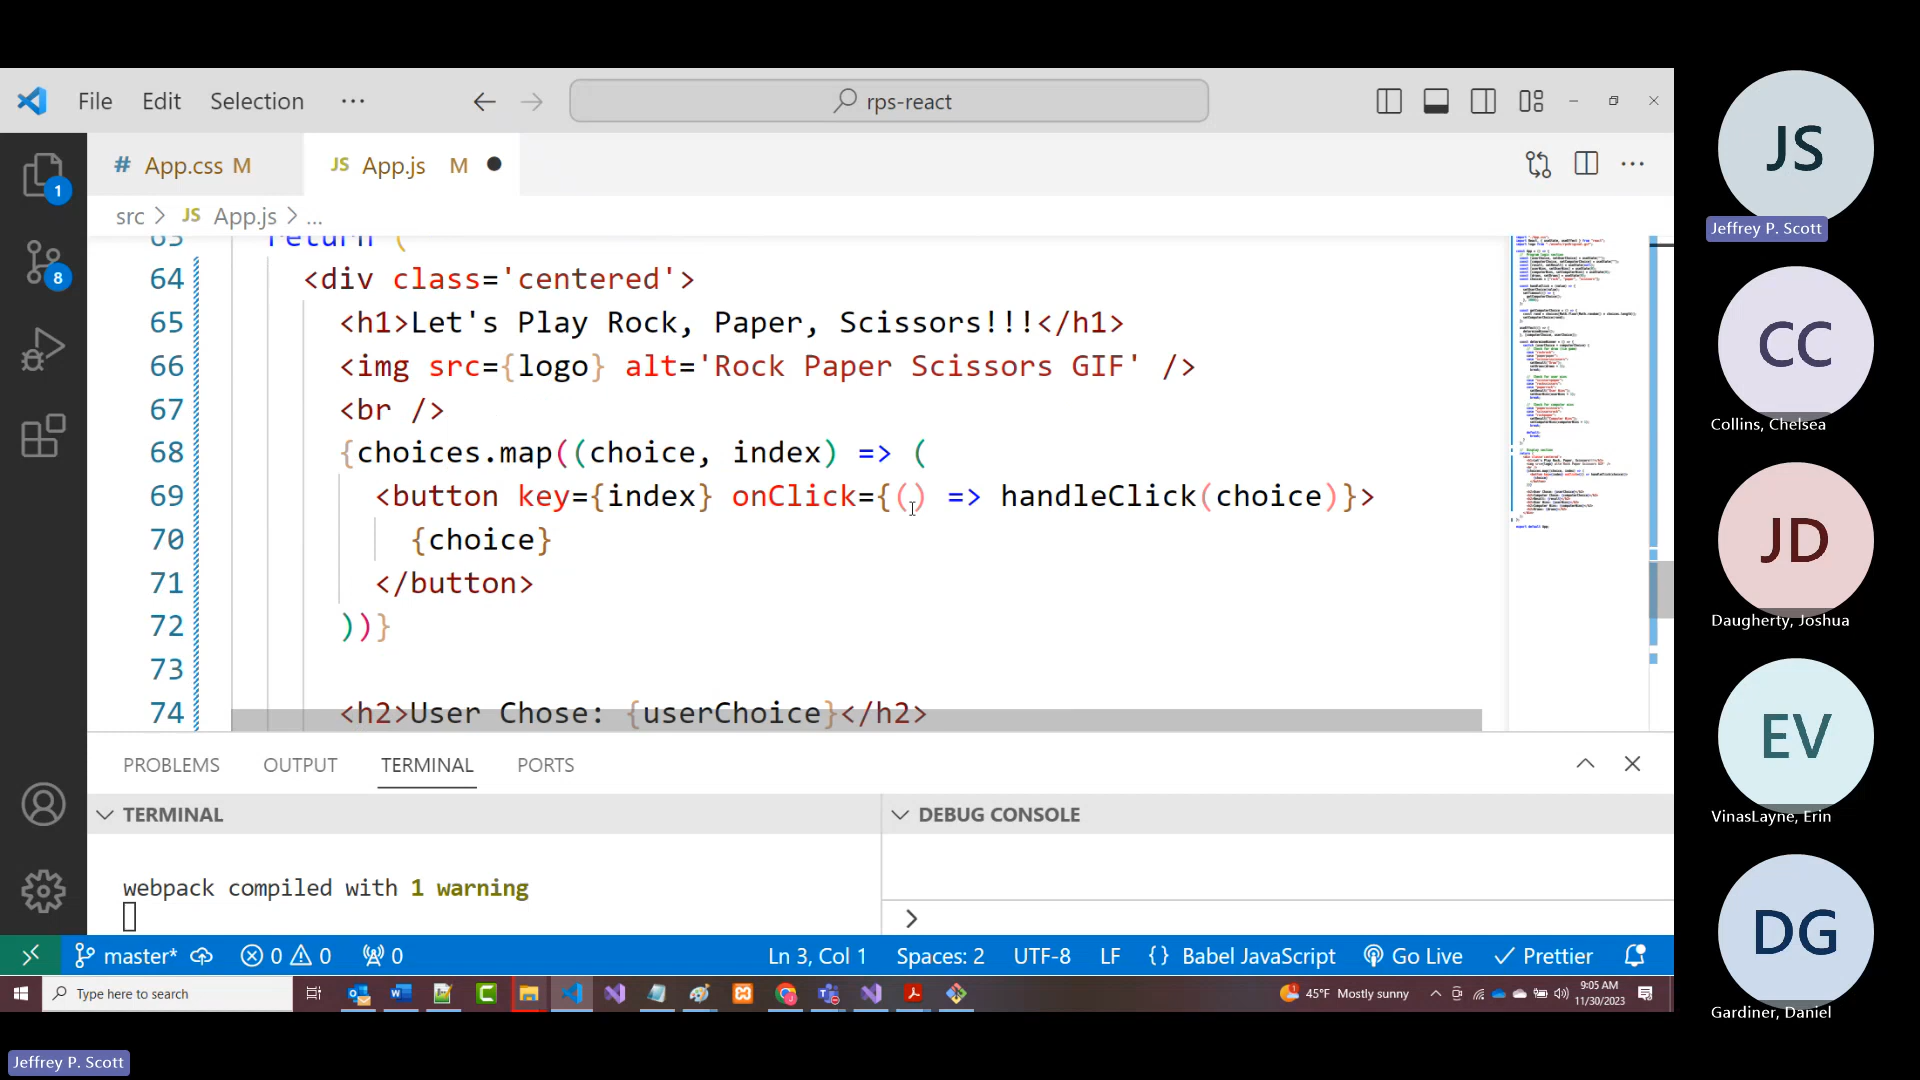 File Edit Selection ··· rps-react
# App.css M JS App.js M
src > JS App.js > ...
63 return (
64 <div class='centered'>
65 <h1>Let's Play Rock, Paper, Scissors!!!</h1>
66 <img src={logo} alt='Rock Paper Scissors GIF' />
67 <br />
68 {choices.map((choice, index) => (
69 <button key={index} onClick={() => handleClick(choice)}>
70 {choice}
71 </button>
72 ))}
73
74 <h2>User Chose: {userChoice}</h2>
PROBLEMS OUTPUT TERMINAL PORTS
TERMINAL DEBUG CONSOLE
webpack compiled with 1 warning
>
master* 0 0 0 Ln 3, Col 1 Spaces: 2 UTF-8 LF {} Babel JavaScript Go Live Prettier
Type here to search 45°F Mostly sunny 9:05 AM
11/30/2023
1
8
JS
Jeffrey P. Scott
CC
Collins, Chelsea
JD
Daugherty, Joshua
EV
VinasLayne, Erin
DG
Gardiner, Daniel
Jeffrey P. Scott